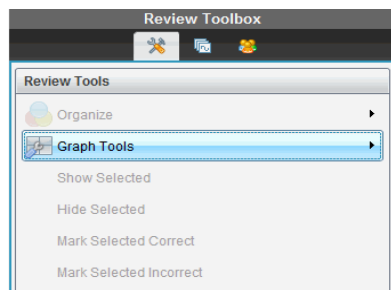 Review Toolbox
Review Tools
Organize
Graph Tools
Show Selected
Hide Selected
Mark Selected Correct
Mark Selected Incorrect